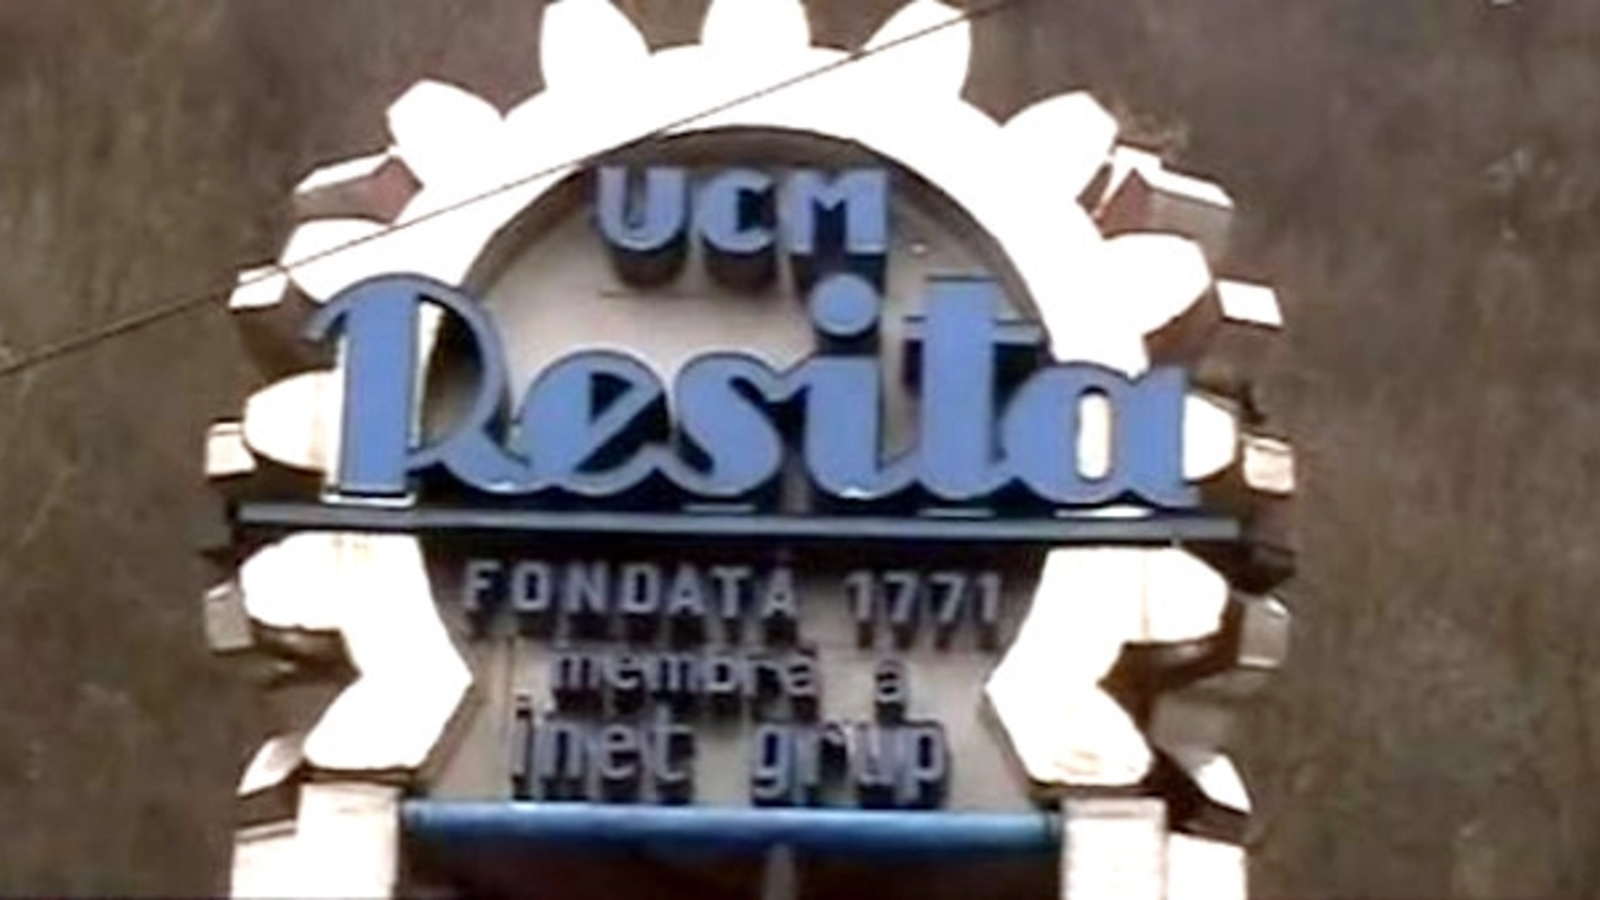 UCM
Resita
FONDATA 1771
membră a
inet grup